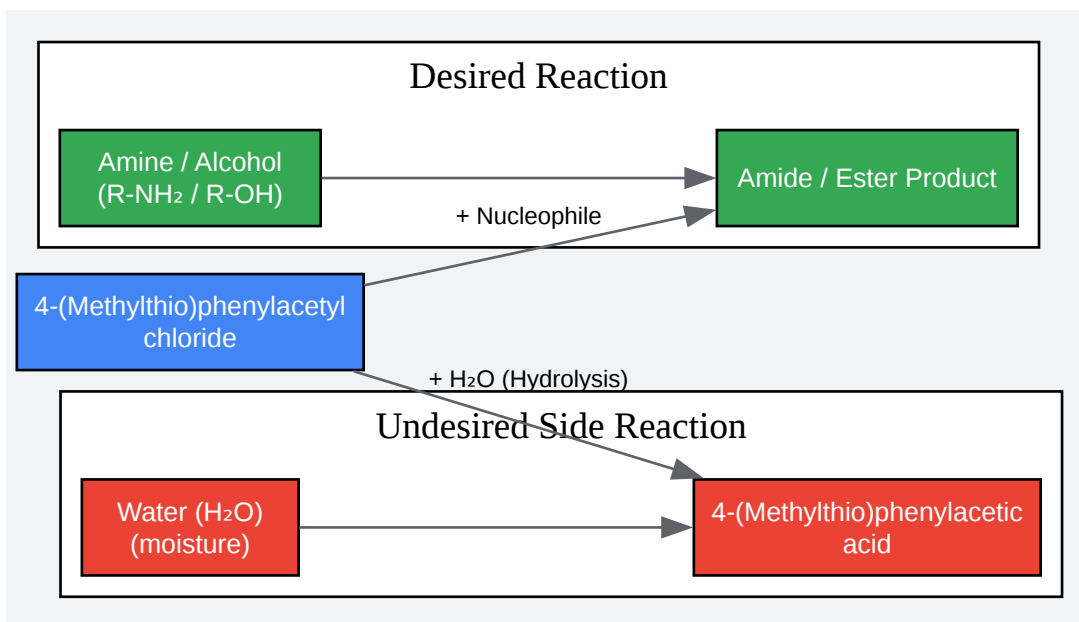 Desired Reaction
Amine / Alcohol
(R-NH₂ / R-OH)
Amide / Ester Product
+ Nucleophile
4-(Methylthio)phenylacetyl
chloride
+ H₂O (Hydrolysis)
Undesired Side Reaction
Water (H₂O)
(moisture)
4-(Methylthio)phenylacetic
acid